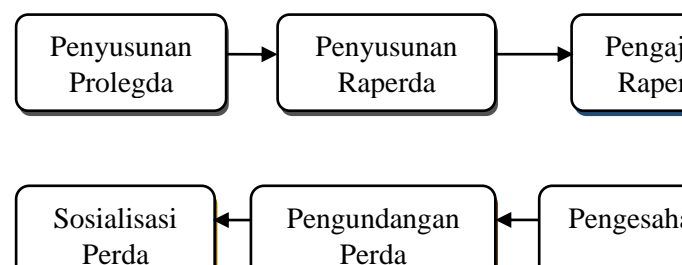 Penyusunan
Prolegda
Penyusunan
Raperda
Sosialisasi
Perda
Pengundangan
Perda